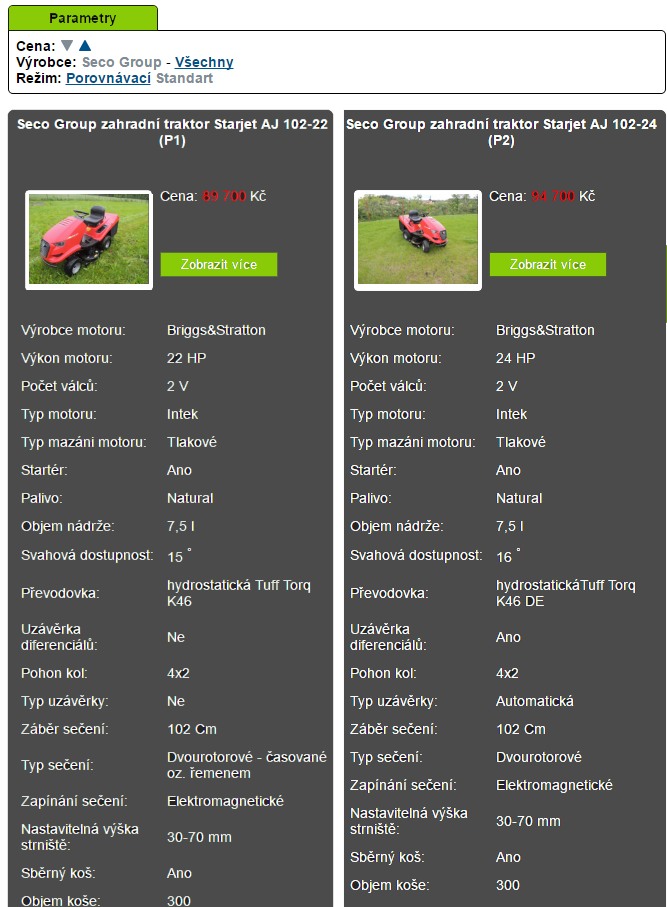 Parametry
Cena:
Výrobce: Seco Group - Všechny
Režim: Porovnávací Standart
Seco Group zahradní traktor Starjet AJ 102-22
(P1)
Cena: 89 700 Kč
Zobrazit více
Výrobce motoru: Briggs&Stratton
Výkon motoru: 22 HP
Počet válců: 2 V
Typ motoru: Intek
Typ mazáni motoru: Tlakové
Startér: Ano
Palivo: Natural
Objem nádrže: 7,5 l
Svahová dostupnost: 15 °
Převodovka: hydrostatická Tuff Torq
K46
Uzávěrka
diferenciálů: Ne
Pohon kol: 4x2
Typ uzávěrky: Ne
Záběr sečení: 102 Cm
Typ sečení: Dvourotorové - časované
oz. řemenem
Zapínání sečení: Elektromagnetické
Nastavitelná výška
strniště: 30-70 mm
Sběrný koš: Ano
Objem koše: 300
Seco Group zahradní traktor Starjet AJ 102-24
(P2)
Cena: 94 700 Kč
Zobrazit více
Výrobce motoru: Briggs&Stratton
Výkon motoru: 24 HP
Počet válců: 2 V
Typ motoru: Intek
Typ mazáni motoru: Tlakové
Startér: Ano
Palivo: Natural
Objem nádrže: 7,5 l
Svahová dostupnost: 16 °
Převodovka: hydrostatickáTuff Torq
K46 DE
Uzávěrka
diferenciálů: Ano
Pohon kol: 4x2
Typ uzávěrky: Automatická
Záběr sečení: 102 Cm
Typ sečení: Dvourotorové
Zapínání sečení: Elektromagnetické
Nastavitelná výška
strniště: 30-70 mm
Sběrný koš: Ano
Objem koše: 300